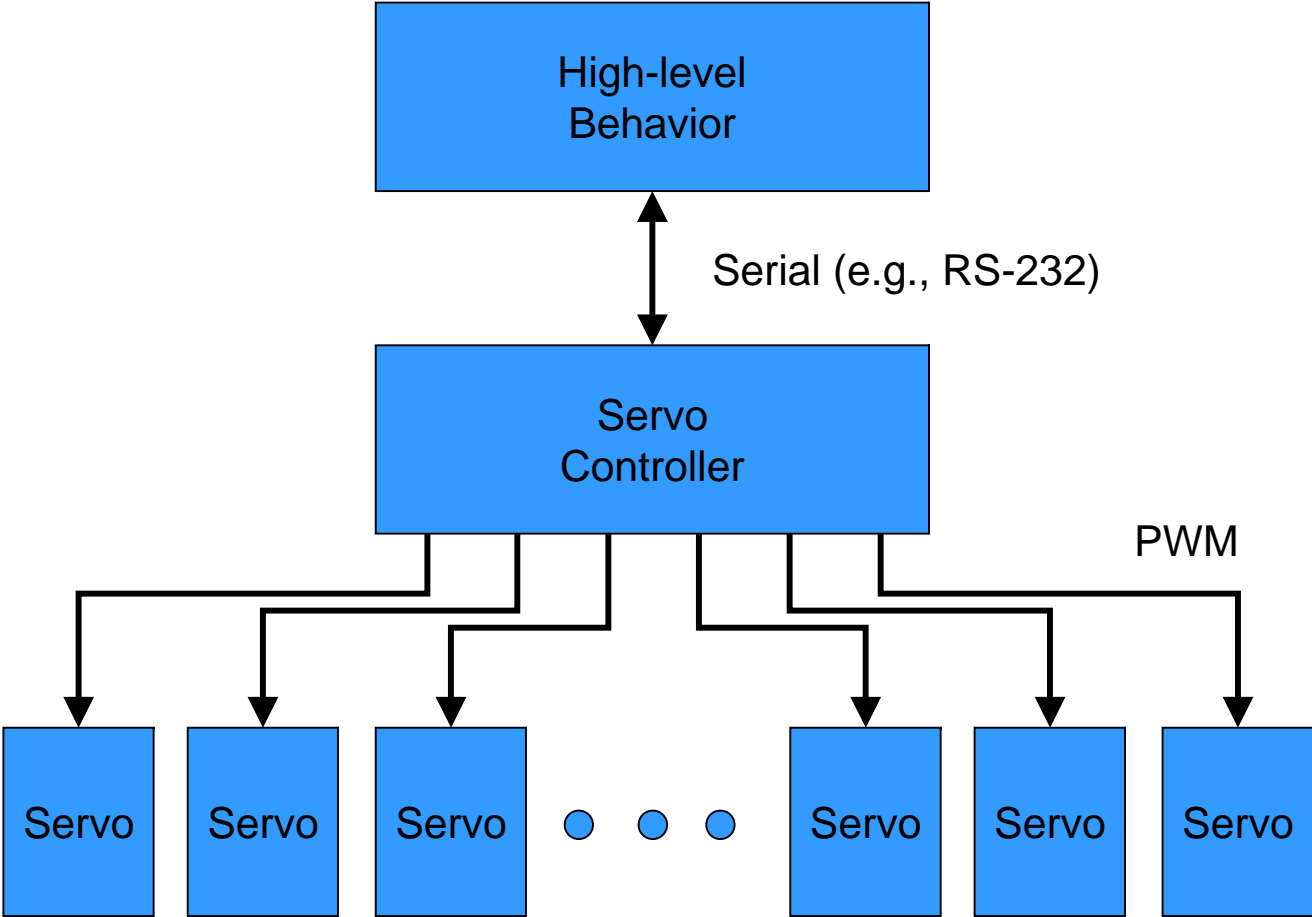 High-level
Behavior
Serial (e.g., RS-232)
Servo
Controller
PWM
Servo
Servo
Servo
Servo
Servo
Servo